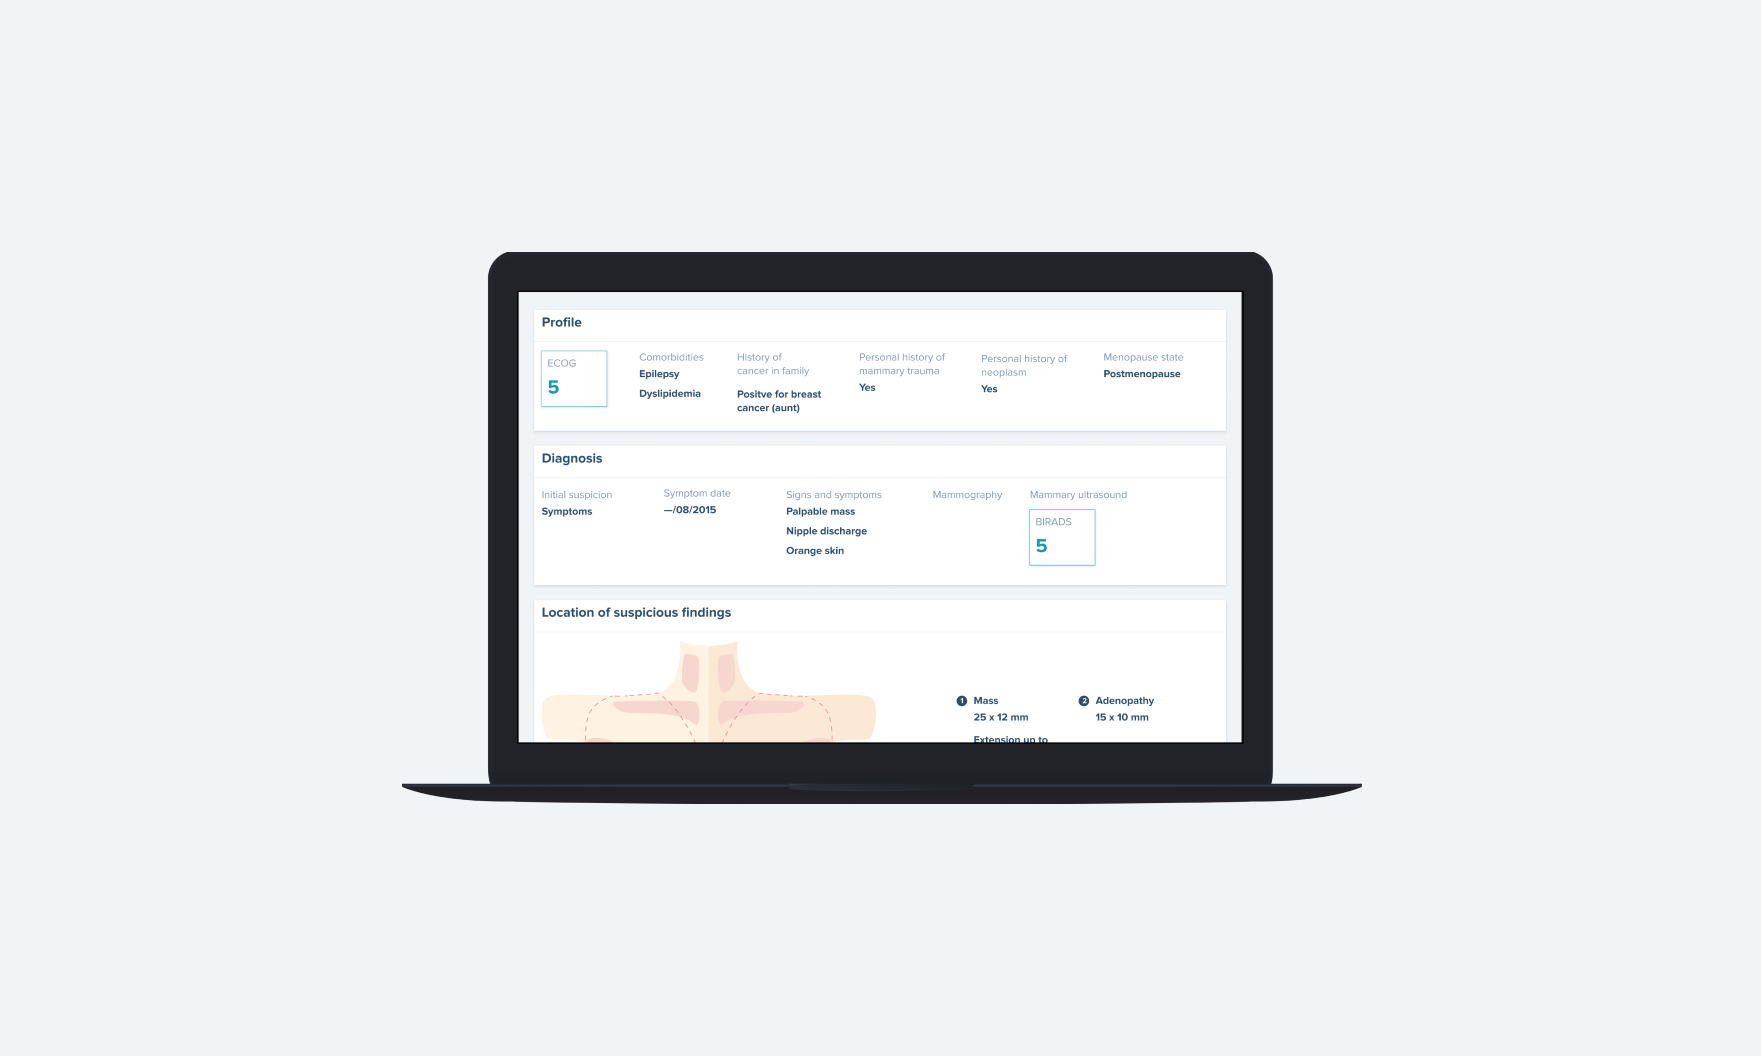 Profile
ECOG
5
Comorbidities
Epilepsy
Dyslipidemia
History of
cancer in family
Positve for breast
cancer (aunt)
Personal history of
mammary trauma
Yes
Personal history of
neoplasm
Yes
Menopause state
Postmenopause
Diagnosis
Initial suspicion
Symptoms
Symptom date
—/08/2015
Signs and symptoms
Palpable mass
Nipple discharge
Orange skin
Mammography
Mammary ultrasound
BIRADS
5
Location of suspicious findings
1 Mass
25 x 12 mm
Extension up to
2 Adenopathy
15 x 10 mm